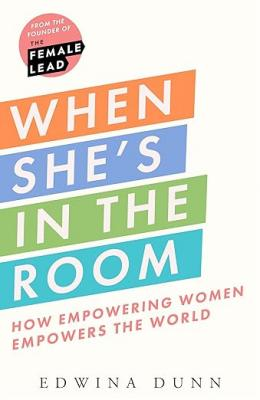 FROM THE
FOUNDER OF
THE
FEMALE
LEAD
WHEN
SHE'S
IN THE
ROOM
HOW EMPOWERING WOMEN
EMPOWERS THE WORLD
EDWINA DUNN